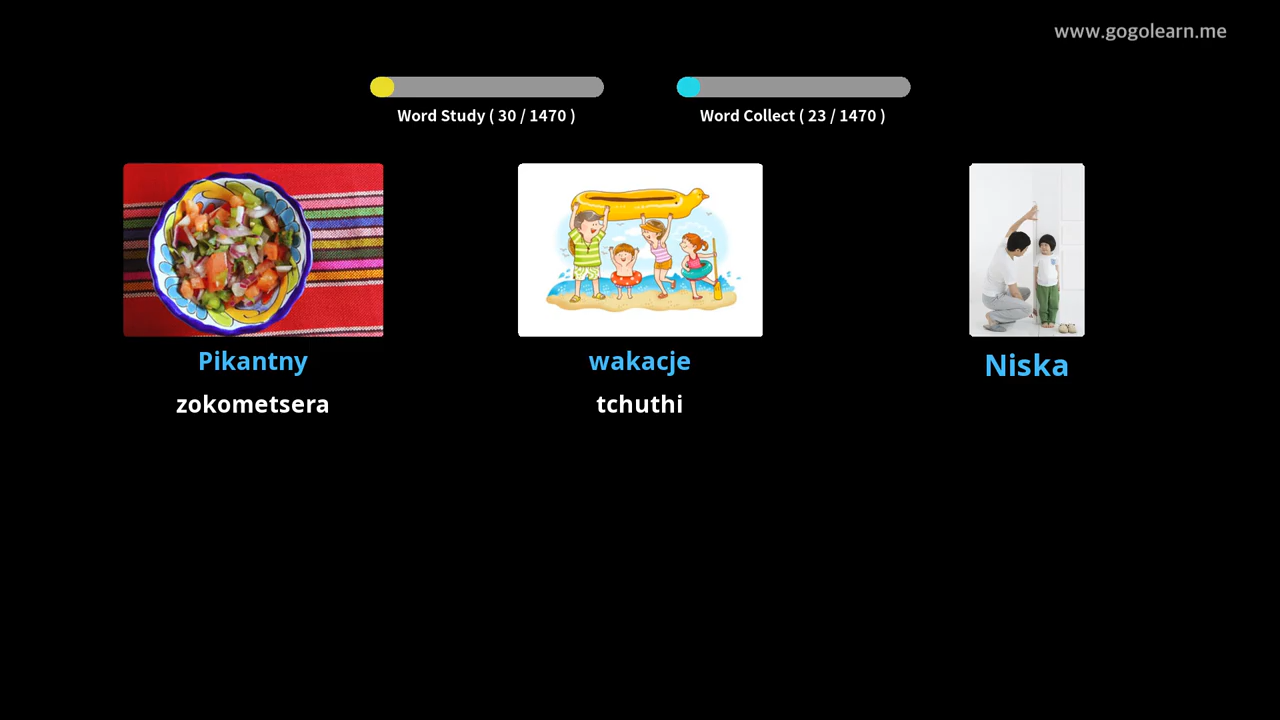 www.gogolearn.me
Word Study ( 30 / 1470 )
Word Collect ( 23 / 1470 )
Pikantny
wakacje
Niska
zokometsera
tchuthi